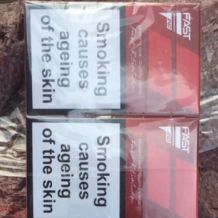 FAST
Smoking
causes
ageing
of the skin
FAST
Smoking
causes
ageing
of the skin